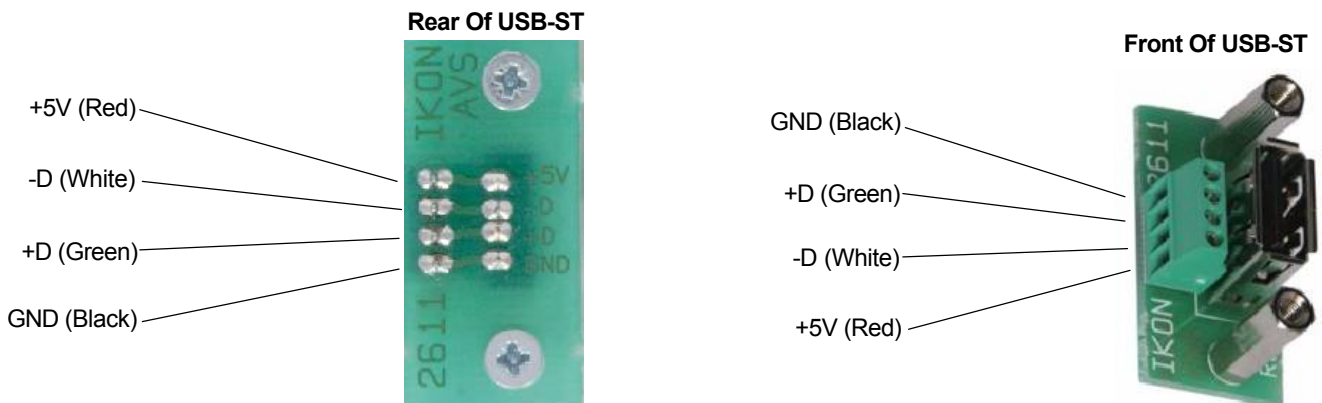 Rear Of USB-ST
+5V (Red)
-D (White)
+D (Green)
GND (Black)
IKON
AVS
+5V
-D
+D
GND
2611
Front Of USB-ST
GND (Black)
+D (Green)
-D (White)
+5V (Red)
2611
IKON